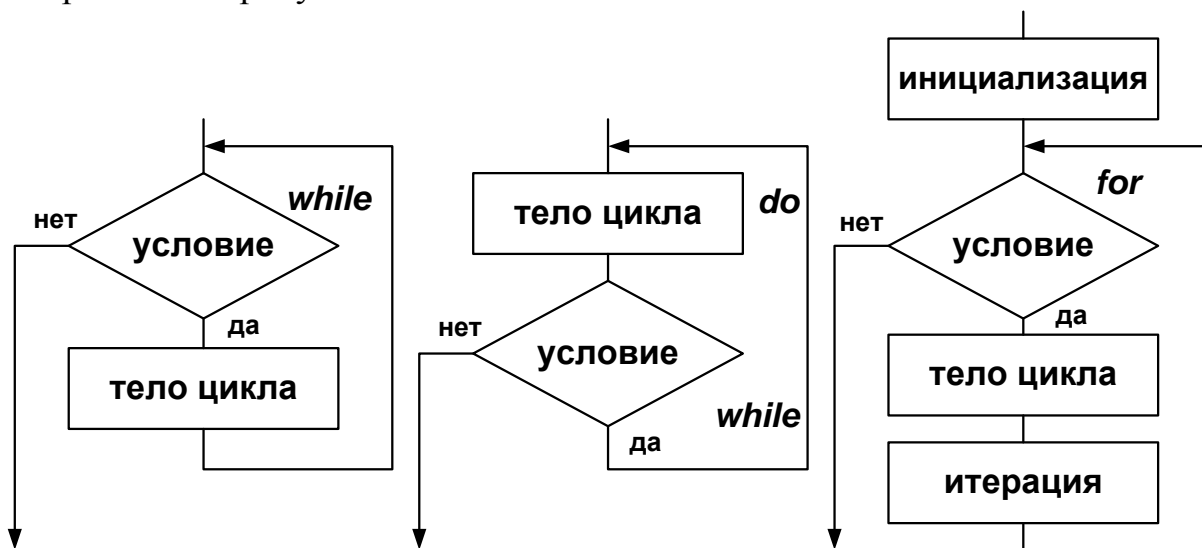 инициализация
while
нет
условие
да
тело цикла
тело цикла
do
нет
условие
while
да
for
нет
условие
да
тело цикла
итерация